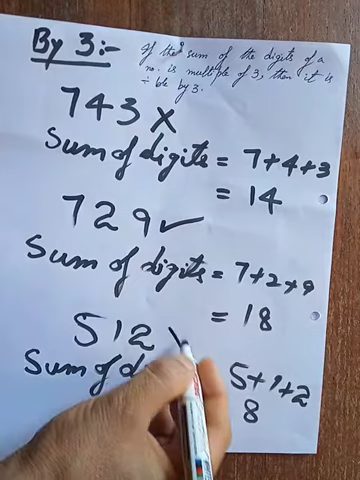 By 3:-
If the sum of the digits of a
no. is multiple of 3, then it is
÷ble by 3.
743 ×
Sum of digits = 7+4+3
= 14
729 ✓
Sum of digits = 7+2+9
= 18
512
Sum of 5+1+2
8